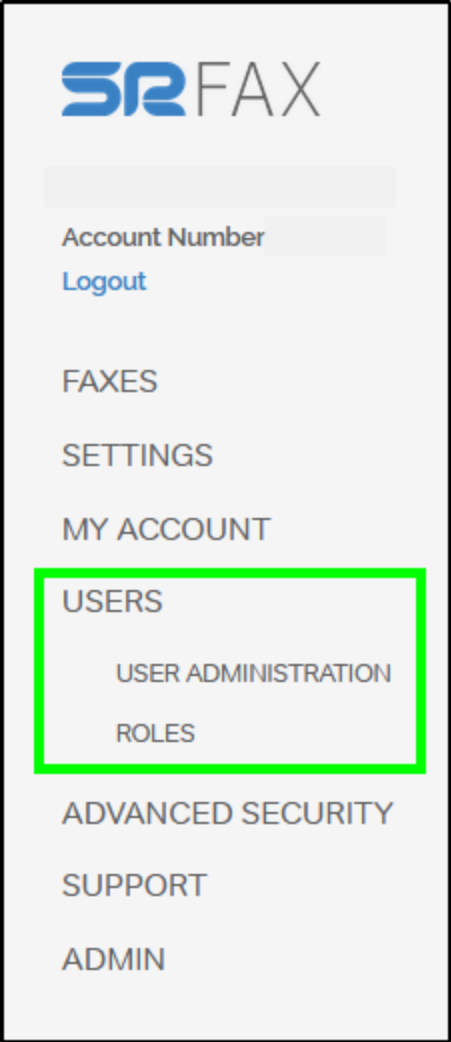 SRFAX
Account Number
Logout
FAXES
SETTINGS
MY ACCOUNT
USERS
USER ADMINISTRATION
ROLES
ADVANCED SECURITY
SUPPORT
ADMIN